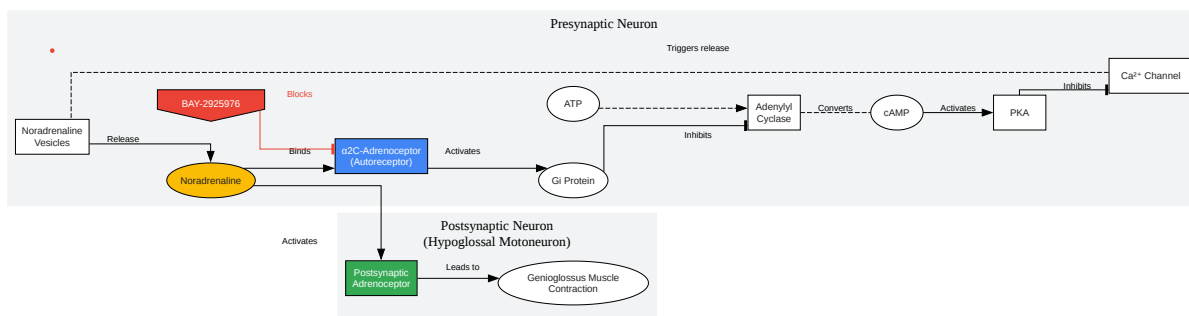 Presynaptic Neuron
Triggers release
Ca²⁺ Channel
BAY-2925976
Blocks
ATP
Inhibits
Adenylyl
Cyclase
Converts
cAMP
Activates
PKA
Noradrenaline
Vesicles
Release
Binds
α2C-Adrenoceptor
(Autoreceptor)
Activates
Inhibits
Noradrenaline
Gi Protein
Postsynaptic Neuron
(Hypoglossal Motoneuron)
Activates
Postsynaptic
Adrenoceptor
Leads to
Genioglossus Muscle
Contraction